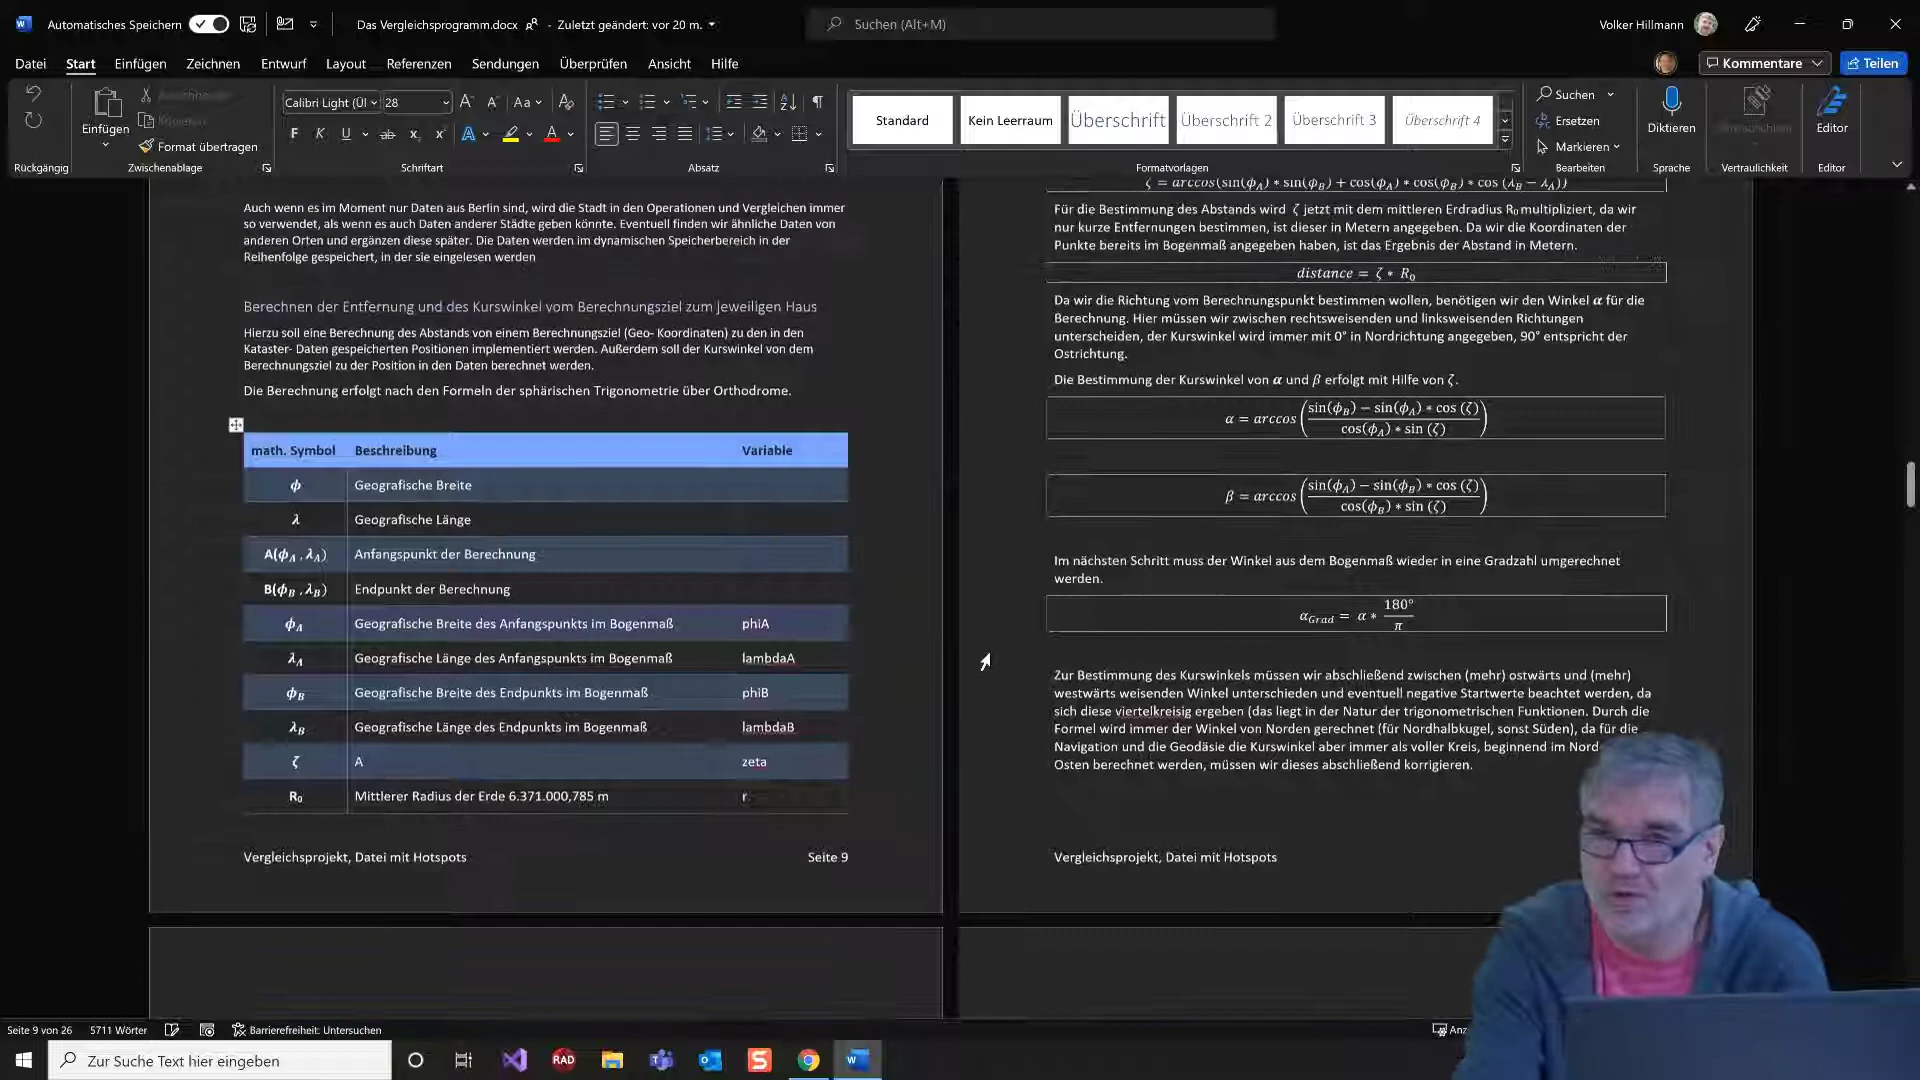 Automatisches Speichern
Das Vergleichsprogramm.docx
Zuletzt geändert: vor 20 m.
Suchen (Alt+M)
Volker Hillmann
Datei
Start
Einfügen
Zeichnen
Entwurf
Layout
Referenzen
Sendungen
Überprüfen
Ansicht
Hilfe
Kommentare
Teilen
Einfügen
Format übertragen
Calibri Light (Ül
28
Standard
Kein Leerraum
Überschrift
Überschrift 2
Überschrift 3
Überschrift 4
Suchen
Ersetzen
Markieren
Diktieren
Editor
Rückgängig
Zwischenablage
Schriftart
Absatz
Formatvorlagen
Bearbeiten
Sprache
Vertraulichkeit
Editor
Auch wenn es im Moment nur Daten aus Berlin sind, wird die Stadt in den Operationen und Vergleichen immer
so verwendet, als wenn es auch Daten anderer Städte geben könnte. Eventuell finden wir ähnliche Daten von
anderen Orten und ergänzen diese später. Die Daten werden im dynamischen Speicherbereich in der
Reihenfolge gespeichert, in der sie eingelesen werden
Berechnen der Entfernung und des Kurswinkel vom Berechnungsziel zum jeweiligen Haus
Hierzu soll eine Berechnung des Abstands von einem Berechnungsziel (Geo- Koordinaten) zu den in den
Kataster- Daten gespeicherten Positionen implementiert werden. Außerdem soll der Kurswinkel von dem
Berechnungsziel zu der Position in den Daten berechnet werden.
Die Berechnung erfolgt nach den Formeln der sphärischen Trigonometrie über Orthodrome.
math. Symbol Beschreibung Variable
ϕ Geografische Breite
λ Geografische Länge
A(ϕA , λA) Anfangspunkt der Berechnung
B(ϕB , λB) Endpunkt der Berechnung
ϕA Geografische Breite des Anfangspunkts im Bogenmaß phiA
λA Geografische Länge des Anfangspunkts im Bogenmaß lambdaA
ϕB Geografische Breite des Endpunkts im Bogenmaß phiB
λB Geografische Länge des Endpunkts im Bogenmaß lambdaB
ζ A zeta
R0 Mittlerer Radius der Erde 6.371.000,785 m r
Vergleichsprojekt, Datei mit Hotspots Seite 9
ζ = arccos(sin(ϕA) * sin(ϕB) + cos(ϕA) * cos(ϕB) * cos (λB − λA))
Für die Bestimmung des Abstands wird ζ jetzt mit dem mittleren Erdradius R0 multipliziert, da wir
nur kurze Entfernungen bestimmen, ist dieser in Metern angegeben. Da wir die Koordinaten der
Punkte bereits im Bogenmaß angegeben haben, ist das Ergebnis der Abstand in Metern.
distance = ζ * R0
Da wir die Richtung vom Berechnungspunkt bestimmen wollen, benötigen wir den Winkel α für die
Berechnung. Hier müssen wir zwischen rechtsweisenden und linksweisenden Richtungen
unterscheiden, der Kurswinkel wird immer mit 0° in Nordrichtung angegeben, 90° entspricht der
Ostrichtung.
Die Bestimmung der Kurswinkel von α und β erfolgt mit Hilfe von ζ.
α = arccos (sin(ϕB) − sin(ϕA) * cos (ζ) / cos(ϕA) * sin (ζ))
β = arccos (sin(ϕA) − sin(ϕB) * cos (ζ) / cos(ϕB) * sin (ζ))
Im nächsten Schritt muss der Winkel aus dem Bogenmaß wieder in eine Gradzahl umgerechnet
werden.
αGrad = α * 180° / π
Zur Bestimmung des Kurswinkels müssen wir abschließend zwischen (mehr) ostwärts und (mehr)
westwärts weisenden Winkel unterschieden und eventuell negative Startwerte beachtet werden, da
sich diese viertelkreisig ergeben (das liegt in der Natur der trigonometrischen Funktionen. Durch die
Formel wird immer der Winkel von Norden gerechnet (für Nordhalbkugel, sonst Süden), da für die
Navigation und die Geodäsie die Kurswinkel aber immer als voller Kreis, beginnend im Nord
Osten berechnet werden, müssen wir dieses abschließend korrigieren.
Vergleichsprojekt, Datei mit Hotspots
Seite 9 von 26
5711 Wörter
Barrierefreiheit: Untersuchen
Anz
Zur Suche Text hier eingeben
RAD